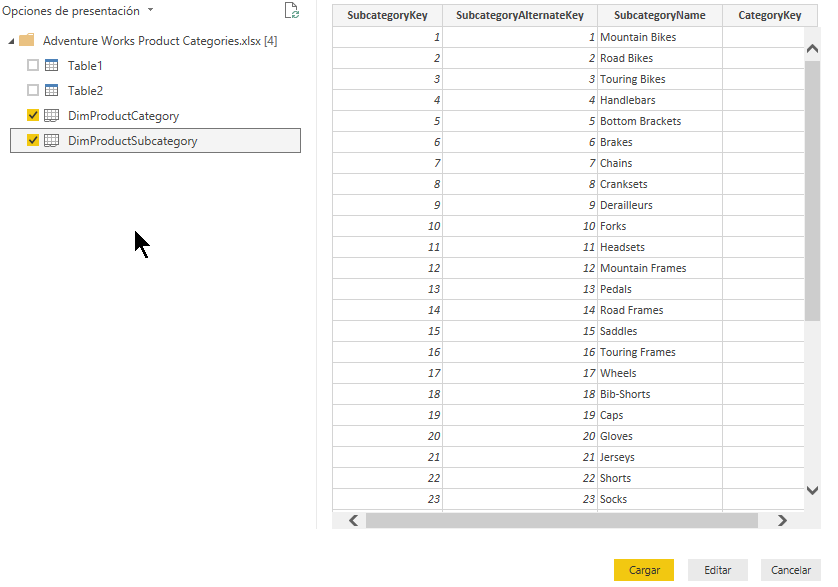 Opciones de presentación
Adventure Works Product Categories.xlsx [4]
Table1
Table2
DimProductCategory
DimProductSubcategory
SubcategoryKey SubcategoryAlternateKey SubcategoryName CategoryKey
1 1 Mountain Bikes
2 2 Road Bikes
3 3 Touring Bikes
4 4 Handlebars
5 5 Bottom Brackets
6 6 Brakes
7 7 Chains
8 8 Cranksets
9 9 Derailleurs
10 10 Forks
11 11 Headsets
12 12 Mountain Frames
13 13 Pedals
14 14 Road Frames
15 15 Saddles
16 16 Touring Frames
17 17 Wheels
18 18 Bib-Shorts
19 19 Caps
20 20 Gloves
21 21 Jerseys
22 22 Shorts
23 23 Socks
Cargar Editar Cancelar